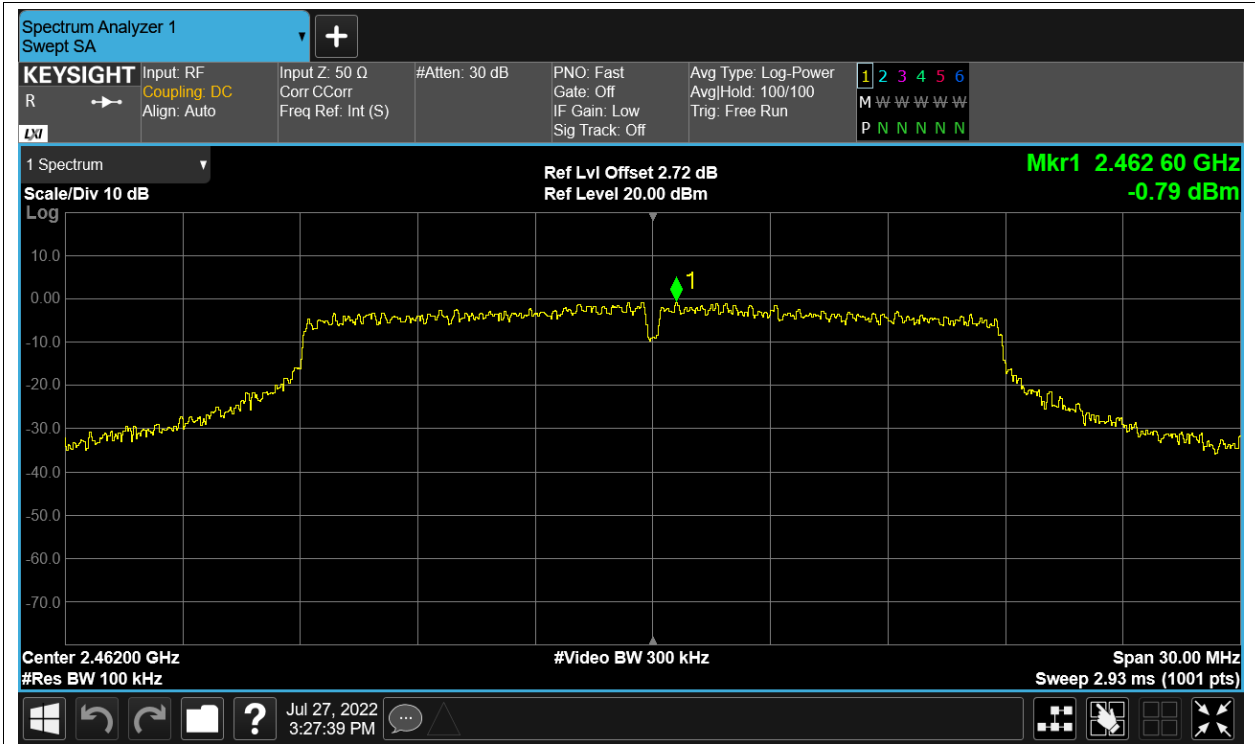 Spectrum Analyzer 1
Swept SA
+
KEYSIGHT
R
LXI
Input: RF
Coupling: DC
Align: Auto
Input Z: 50 Ω
Corr CCorr
Freq Ref: Int (S)
#Atten: 30 dB
PNO: Fast
Gate: Off
IF Gain: Low
Sig Track: Off
Avg Type: Log-Power
Avg|Hold: 100/100
Trig: Free Run
1 2 3 4 5 6
M W W W W W
P N N N N N
1 Spectrum
Scale/Div 10 dB
Log
Ref Lvl Offset 2.72 dB
Ref Level 20.00 dBm
Mkr1 2.462 60 GHz
-0.79 dBm
10.0
0.00
-10.0
-20.0
-30.0
-40.0
-50.0
-60.0
-70.0
1
Center 2.46200 GHz
#Res BW 100 kHz
#Video BW 300 kHz
Span 30.00 MHz
Sweep 2.93 ms (1001 pts)
?
Jul 27, 2022
3:27:39 PM